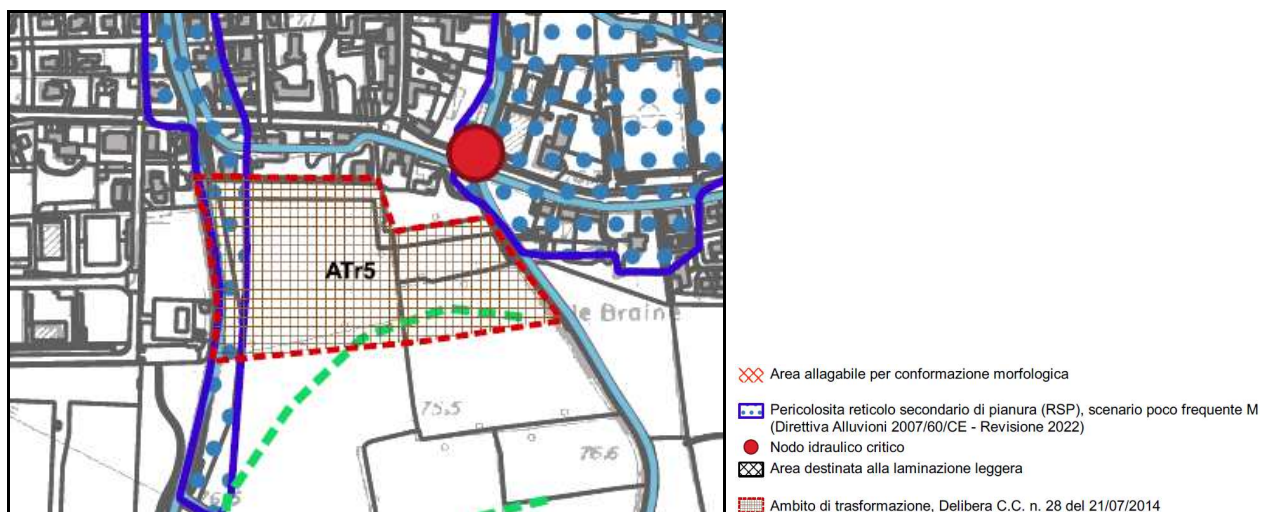 ATr5
le Braine
75.5
76.6
Area allagabile per conformazione morfologica
Pericolosita reticolo secondario di pianura (RSP), scenario poco frequente M
(Direttiva Alluvioni 2007/60/CE - Revisione 2022)
Nodo idraulico critico
Area destinata alla laminazione leggera
Ambito di trasformazione, Delibera C.C. n. 28 del 21/07/2014